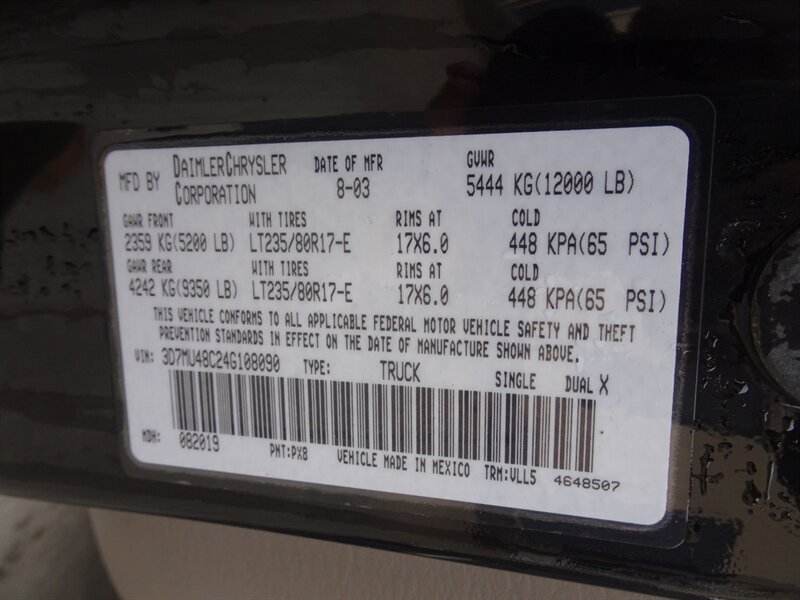 MFD BY DAIMLERCHRYSLER CORPORATION DATE OF MFR 8-03 GVWR 5444 KG(12000 LB)
GAWR FRONT WITH TIRES RIMS AT COLD
2359 KG(5200 LB) LT235/80R17-E 17X6.0 448 KPA(65 PSI)
GAWR REAR WITH TIRES RIMS AT COLD
4242 KG(9350 LB) LT235/80R17-E 17X6.0 448 KPA(65 PSI)
THIS VEHICLE CONFORMS TO ALL APPLICABLE FEDERAL MOTOR VEHICLE SAFETY AND THEFT
PREVENTION STANDARDS IN EFFECT ON THE DATE OF MANUFACTURE SHOWN ABOVE.
VIN: 3D7MU48C24G108090 TYPE: TRUCK SINGLE DUAL X
MDH: 082019 PNT:PX8 VEHICLE MADE IN MEXICO TRM:VLL5 4648507